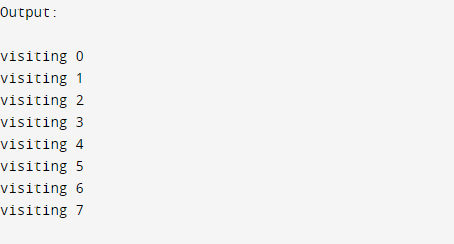 Output:
visiting 0
visiting 1
visiting 2
visiting 3
visiting 4
visiting 5
visiting 6
visiting 7